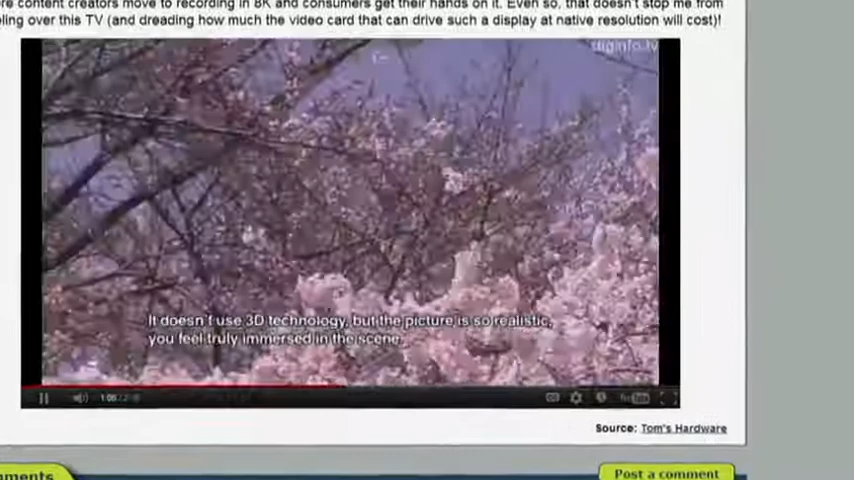 re content creators move to recording in 8K and consumers get their hands on it. Even so, that doesn't stop me from
ling over this TV (and dreading how much the video card that can drive such a display at native resolution will cost)!
diginfo.tv
It doesn't use 3D technology, but the picture is so realistic,
you feel truly immersed in the scene.
Source: Tom's Hardware
mments
Post a comment